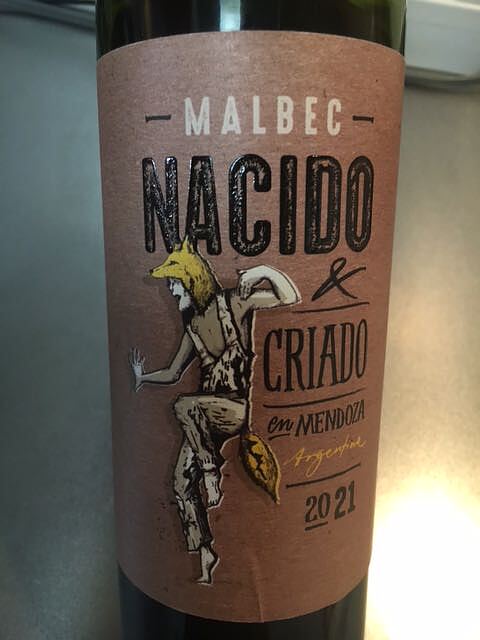 - MALBEC -
NACIDO
&
CRIADO
en MENDOZA
Argentina
2021